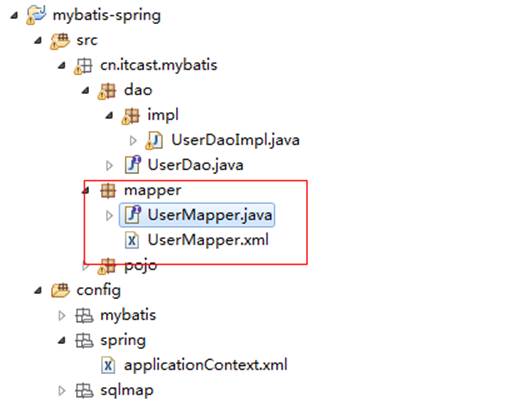 mybatis-spring
src
cn.itcast.mybatis
dao
impl
UserDaoImpl.java
UserDao.java
mapper
UserMapper.java
UserMapper.xml
pojo
config
mybatis
spring
applicationContext.xml
sqlmap